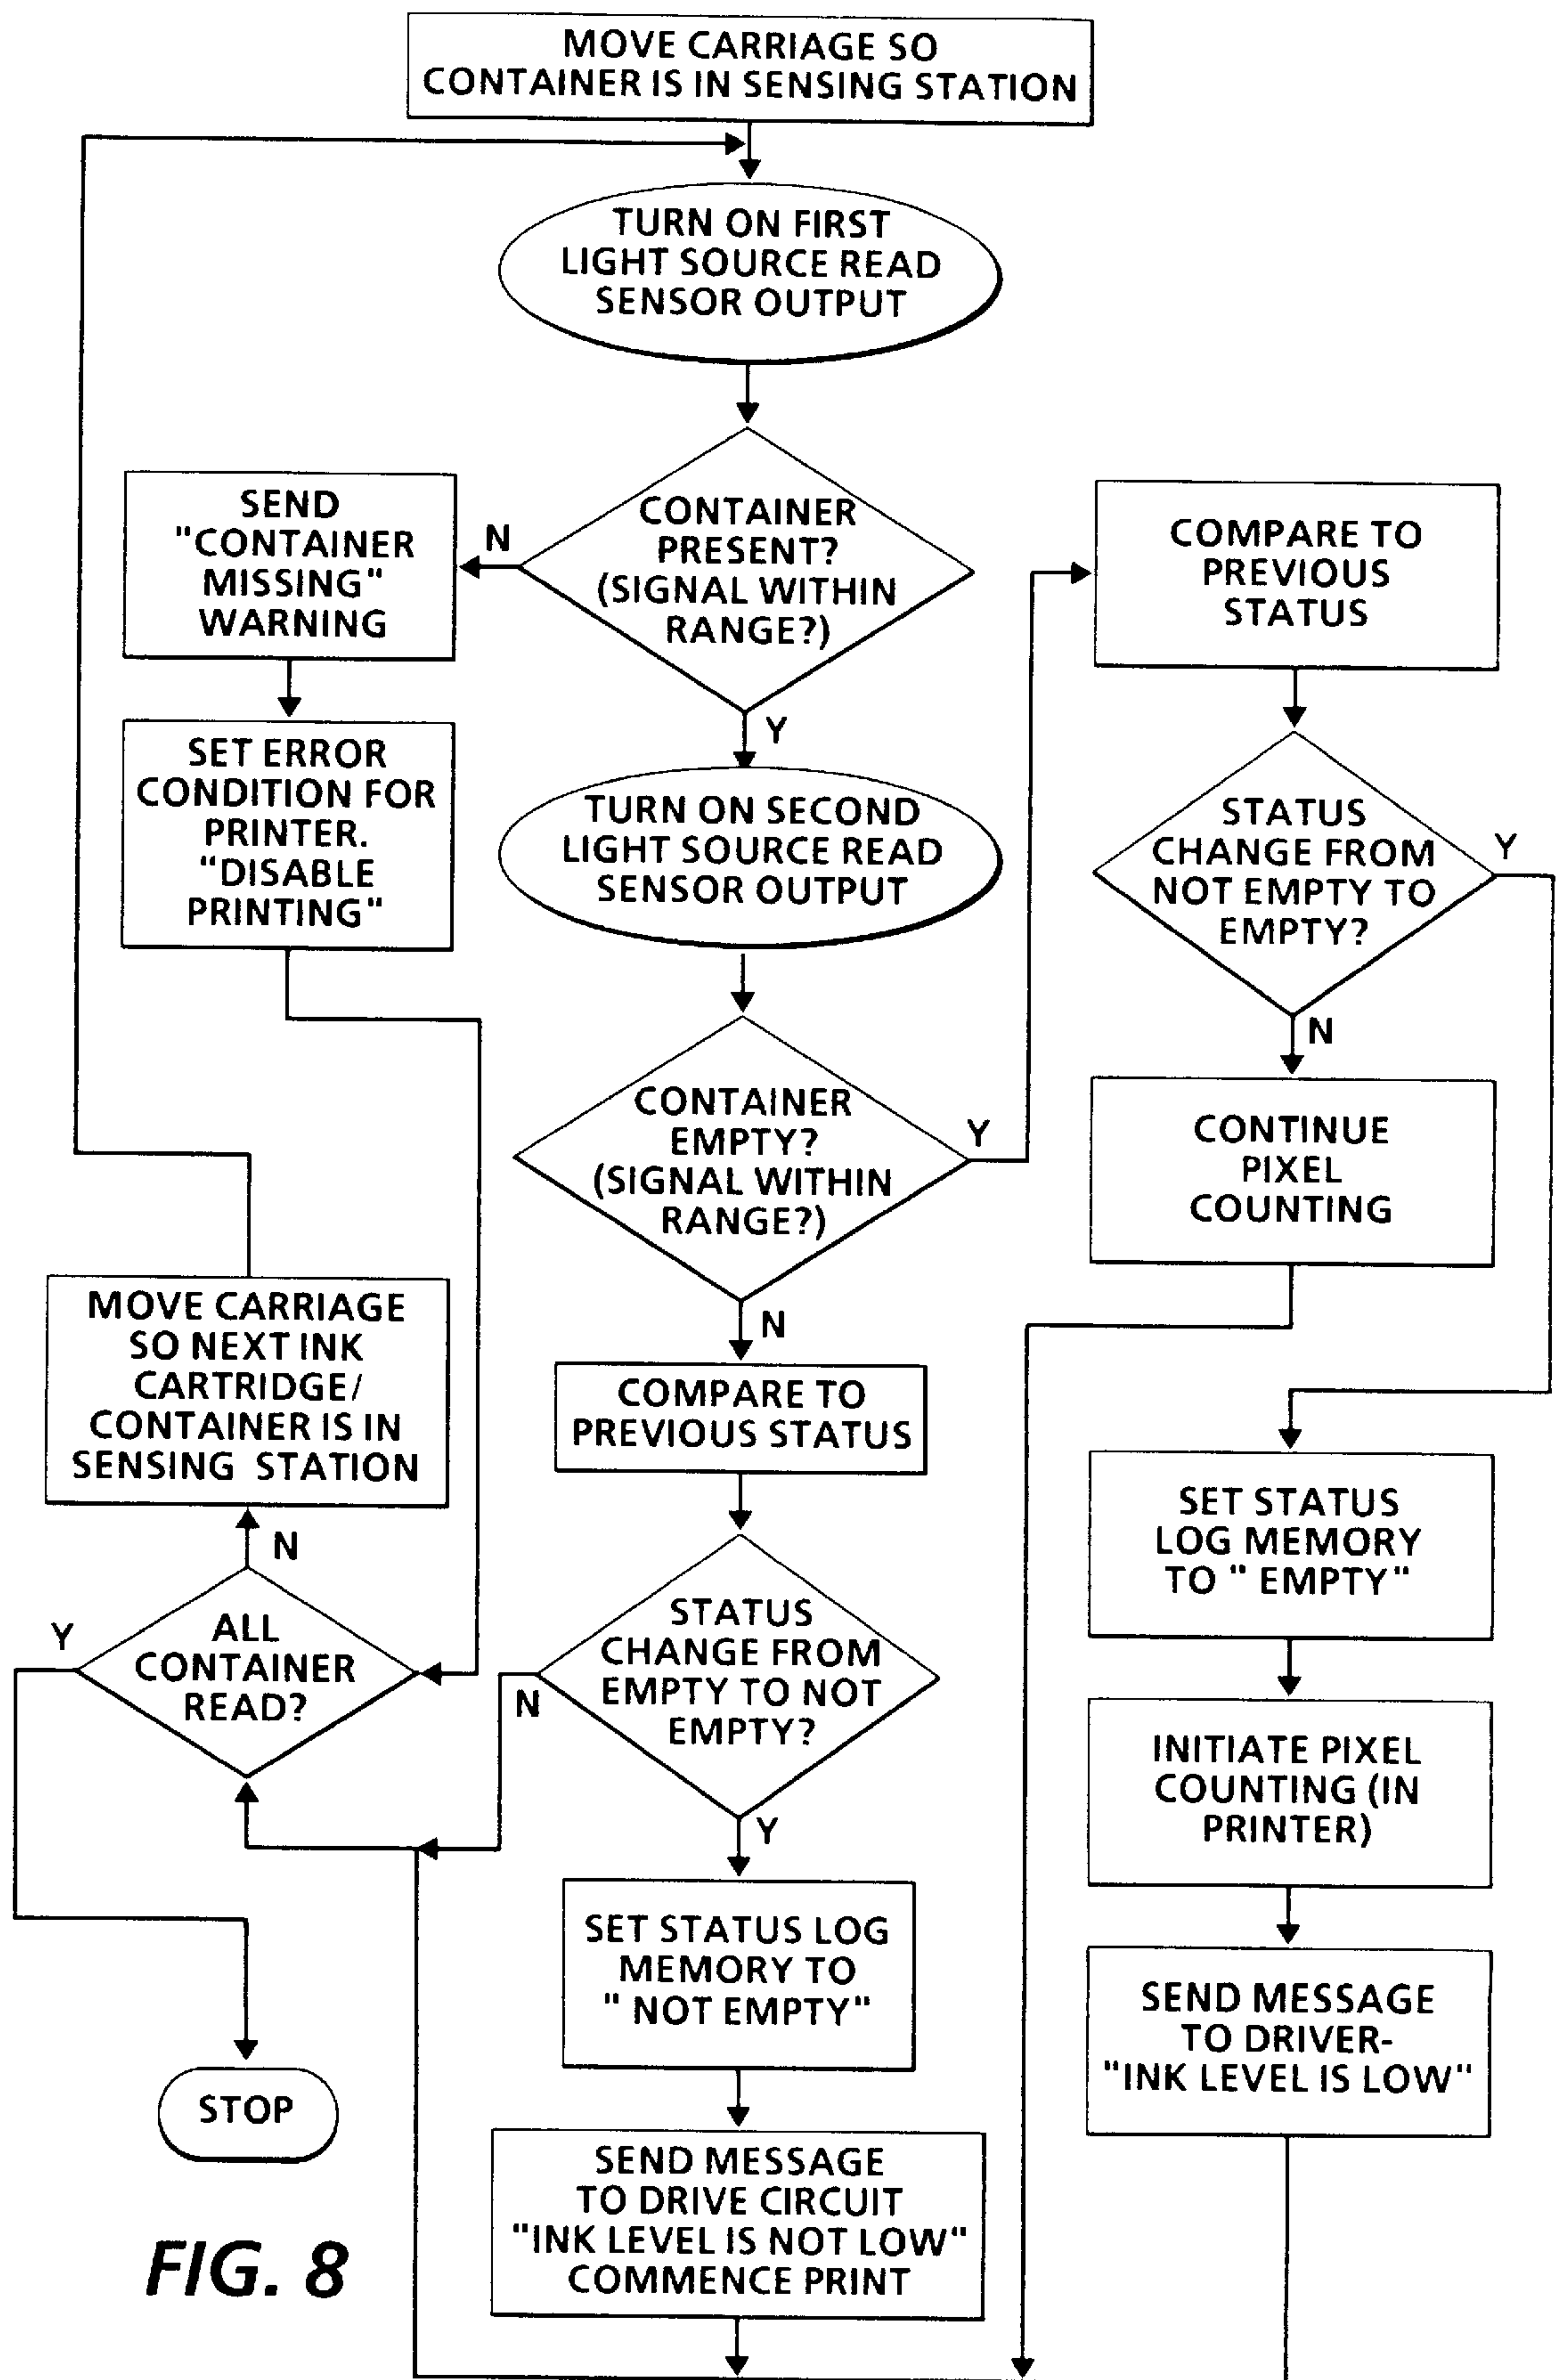 MOVE CARRIAGE SO
CONTAINER IS IN SENSING STATION
TURN ON FIRST
LIGHT SOURCE READ
SENSOR OUTPUT
CONTAINER
PRESENT?
(SIGNAL WITHIN
RANGE?)
N
Y
SEND
"CONTAINER
MISSING"
WARNING
SET ERROR
CONDITION FOR
PRINTER.
"DISABLE
PRINTING"
TURN ON SECOND
LIGHT SOURCE READ
SENSOR OUTPUT
CONTAINER
EMPTY?
(SIGNAL WITHIN
RANGE?)
Y
N
COMPARE TO
PREVIOUS
STATUS
STATUS
CHANGE FROM
NOT EMPTY TO
EMPTY?
Y
N
CONTINUE
PIXEL
COUNTING
SET STATUS
LOG MEMORY
TO " EMPTY"
INITIATE PIXEL
COUNTING (IN
PRINTER)
SEND MESSAGE
TO DRIVER-
"INK LEVEL IS LOW"
COMPARE TO
PREVIOUS STATUS
STATUS
CHANGE FROM
EMPTY TO NOT
EMPTY?
N
Y
SET STATUS LOG
MEMORY TO
" NOT EMPTY"
SEND MESSAGE
TO DRIVE CIRCUIT
"INK LEVEL IS NOT LOW"
COMMENCE PRINT
MOVE CARRIAGE
SO NEXT INK
CARTRIDGE/
CONTAINER IS IN
SENSING STATION
N
ALL
CONTAINER
READ?
Y
STOP
FIG. 8